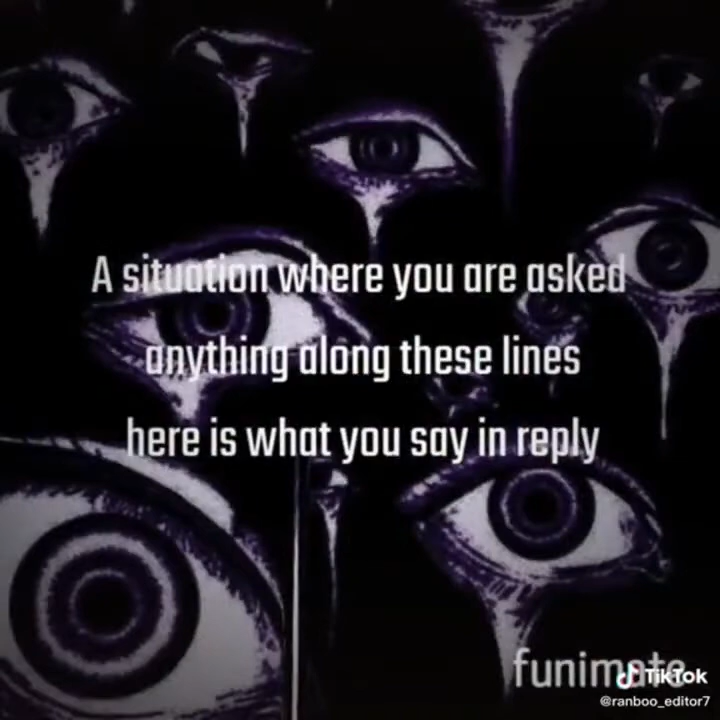 A situation where you are asked
anything along these lines
here is what you say in reply
funimate
TikTok
@ranboo_editor7